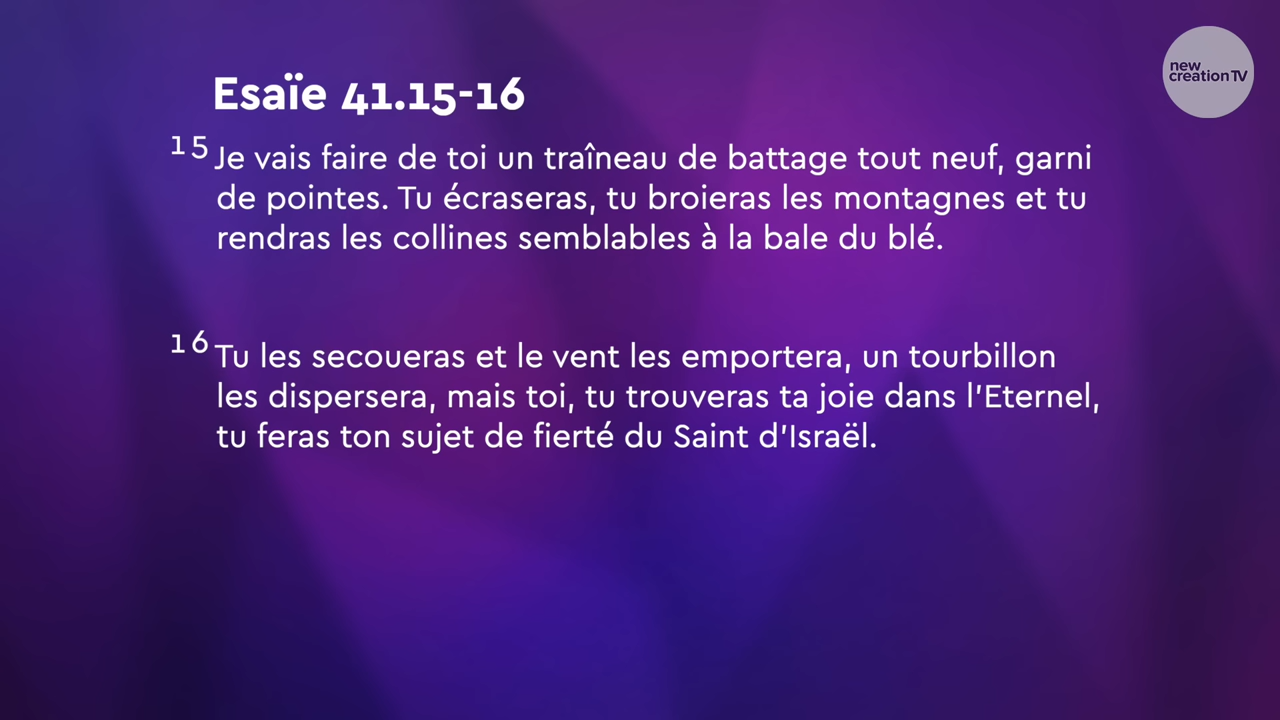 new
creation TV
Esaïe 41.15-16
15 Je vais faire de toi un traîneau de battage tout neuf, garni
de pointes. Tu écraseras, tu broieras les montagnes et tu
rendras les collines semblables à la bale du blé.
16 Tu les secoueras et le vent les emportera, un tourbillon
les dispersera, mais toi, tu trouveras ta joie dans l’Eternel,
tu feras ton sujet de fierté du Saint d’Israël.